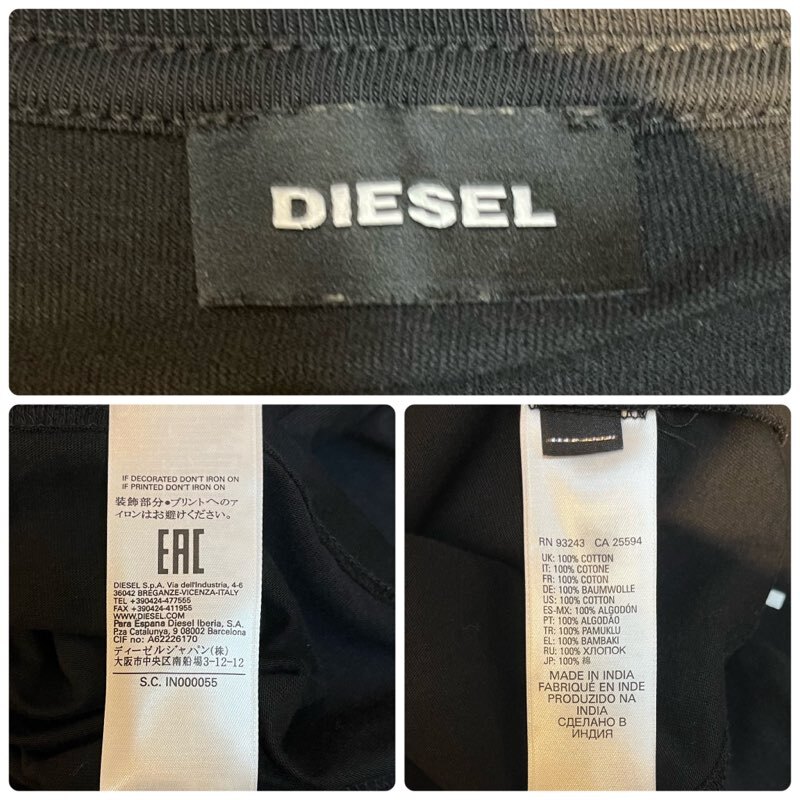 DIESEL
IF DECORATED DON'T IRON ON
IF PRINTED DON'T IRON ON
装飾部分・プリントへのア
イロンはお避けください。
EAC
DIESEL S.p.A. Via dell'Industria, 4-6
36042 BREGANZE-VICENZA-ITALY
TEL +390424-477555
FAX +390424-411955
WWW.DIESEL.COM
Para Espana Diesel Iberia, S.A.
P.za Catalunya, 9 08002 Barcelona
CIF no: A62226170
ディーゼルジャパン(株)
大阪市中央区南船場3-12-12
S.C. IN000055
RN 93243 CA 25594
UK: 100% COTTON
IT: 100% COTONE
FR: 100% COTON
DE: 100% BAUMWOLLE
US: 100% COTTON
ES-MX: 100% ALGODÓN
PT: 100% ALGODÃO
TR: 100% PAMUKLU
EL: 100% BAMBAKI
RU: 100% ХЛОПОК
JP: 100% 綿
MADE IN INDIA
FABRIQUÉ EN INDE
PRODUZIDO NA
INDIA
СДЕЛАНО В
ИНДИЯ